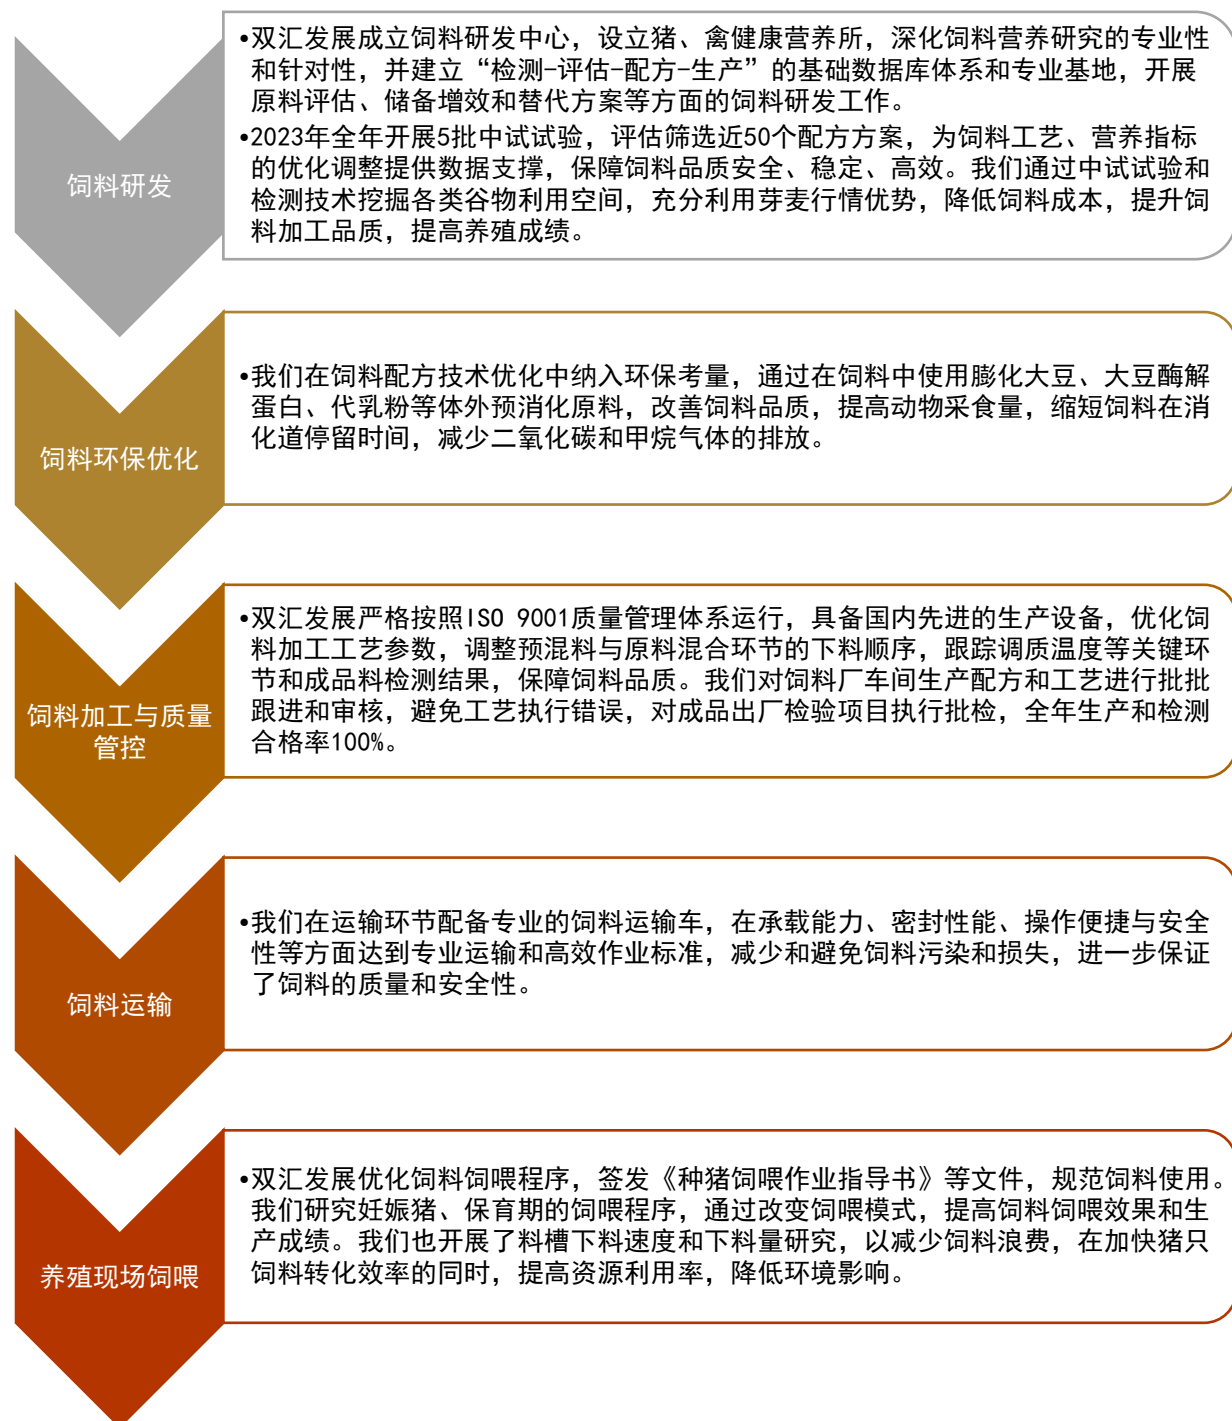 饲料研发
•双汇发展成立饲料研发中心，设立猪、禽健康营养所，深化饲料营养研究的专业性
和针对性，并建立“检测-评估-配方-生产”的基础数据库体系和专业基地，开展
原料评估、储备增效和替代方案等方面的饲料研发工作。
•2023年全年开展5批中试试验，评估筛选近50个配方方案，为饲料工艺、营养指标
的优化调整提供数据支撑，保障饲料品质安全、稳定、高效。我们通过中试试验和
检测技术挖掘各类谷物利用空间，充分利用芽麦行情优势，降低饲料成本，提升饲
料加工品质，提高养殖成绩。
饲料环保优化
•我们在饲料配方技术优化中纳入环保考量，通过在饲料中使用膨化大豆、大豆酶解
蛋白、代乳粉等体外预消化原料，改善饲料品质，提高动物采食量，缩短饲料在消
化道停留时间，减少二氧化碳和甲烷气体的排放。
饲料加工与质量
管控
•双汇发展严格按照ISO 9001质量管理体系运行，具备国内先进的生产设备，优化饲
料加工工艺参数，调整预混料与原料混合环节的下料顺序，跟踪调质温度等关键环
节和成品料检测结果，保障饲料品质。我们对饲料厂车间生产配方和工艺进行批批
跟进和审核，避免工艺执行错误，对成品出厂检验项目执行批检，全年生产和检测
合格率100%。
饲料运输
•我们在运输环节配备专业的饲料运输车，在承载能力、密封性能、操作便捷与安全
性等方面达到专业运输和高效作业标准，减少和避免饲料污染和损失，进一步保证
了饲料的质量和安全性。
养殖现场饲喂
•双汇发展优化饲料饲喂程序，签发《种猪饲喂作业指导书》等文件，规范饲料使用。
我们研究妊娠猪、保育期的饲喂程序，通过改变饲喂模式，提高饲料饲喂效果和生
产成绩。我们也开展了料槽下料速度和下料量研究，以减少饲料浪费，在加快猪只
饲料转化效率的同时，提高资源利用率，降低环境影响。